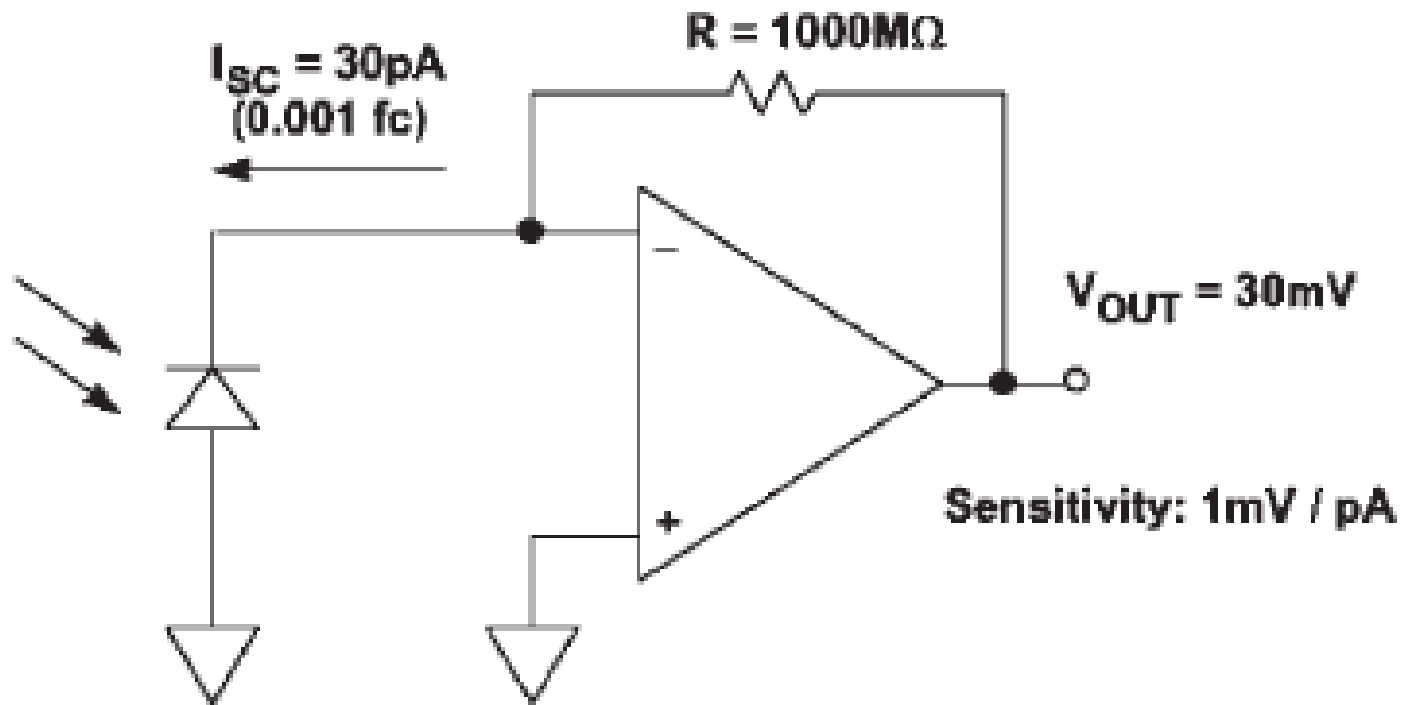 R = 1000MΩ
I_SC = 30pA
(0.001 fc)
−
V_OUT = 30mV
+
Sensitivity: 1mV / pA